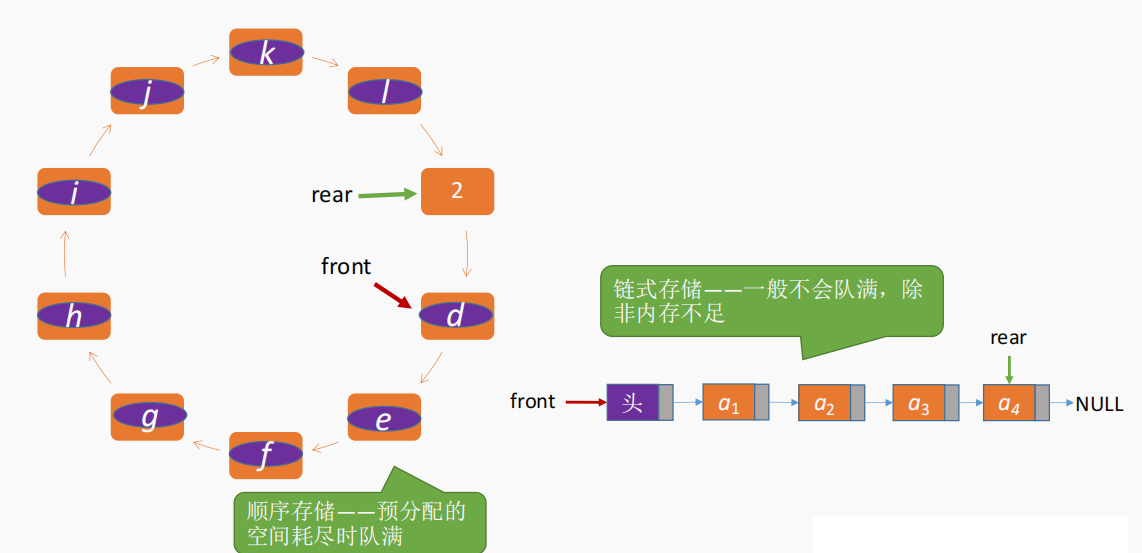 k
j
l
i
rear
2
front
h
d
g
e
f
顺序存储——预分配的
空间耗尽时队满
链式存储——一般不会队满，除
非内存不足
rear
front 头 a₁ a₂ a₃ a₄ NULL